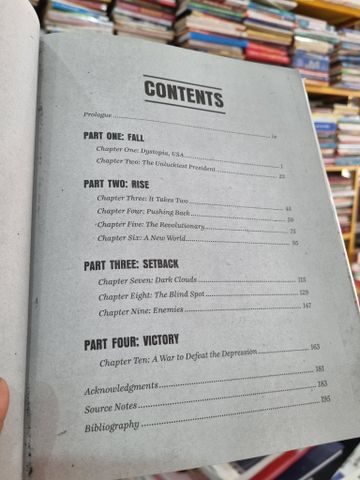 CONTENTS
Prologue ix
PART ONE: FALL
Chapter One: Dystopia, USA 1
Chapter Two: The Unluckiest President 23
PART TWO: RISE
Chapter Three: It Takes Two 41
Chapter Four: Pushing Back 59
Chapter Five: The Revolutionary 75
Chapter Six: A New World 95
PART THREE: SETBACK
Chapter Seven: Dark Clouds 115
Chapter Eight: The Blind Spot 129
Chapter Nine: Enemies 147
PART FOUR: VICTORY
Chapter Ten: A War to Defeat the Depression 163
Acknowledgments 181
Source Notes 183
Bibliography 195